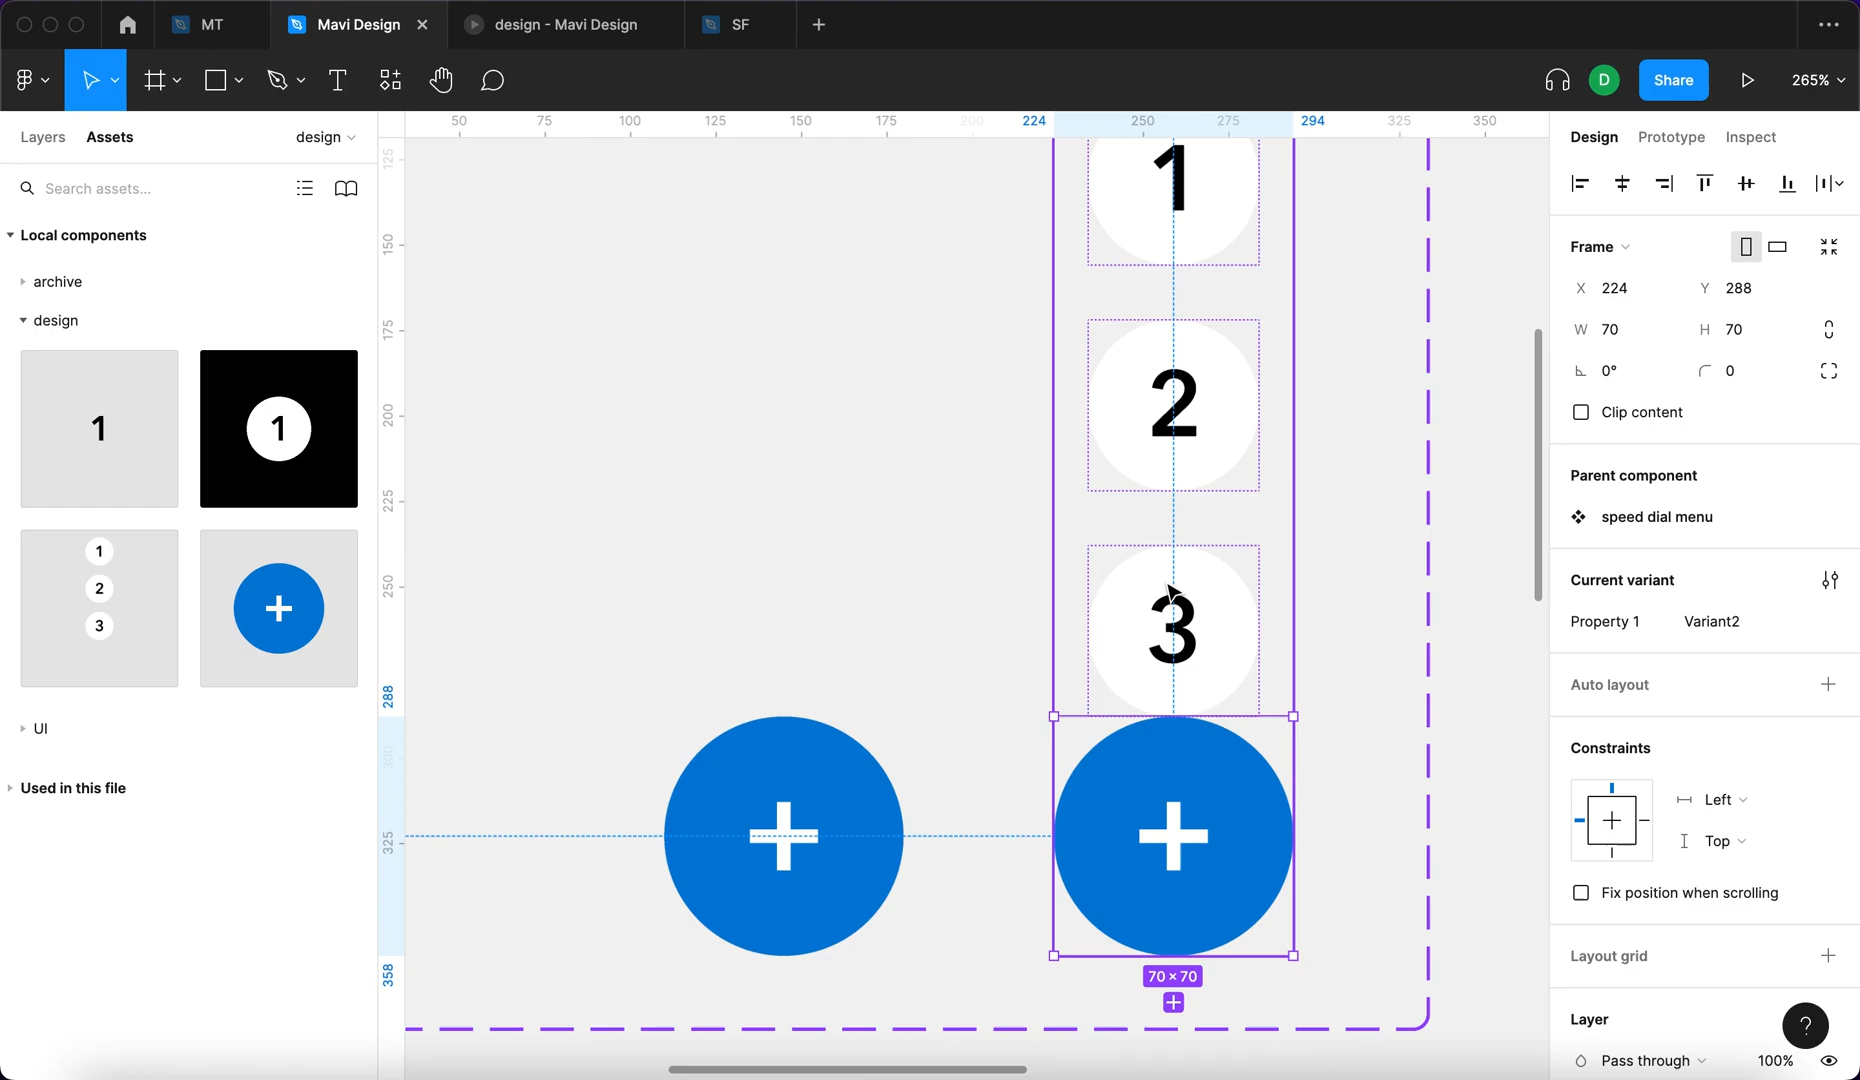 MT
Mavi Design
design - Mavi Design
SF
D
Share
265%
Layers
Assets
design
Search assets...
Local components
archive
design
1
1
1
2
3
UI
Used in this file
50
75
100
125
150
175
200
224
250
275
294
325
350
125
150
175
200
225
250
288
300
325
358
1
2
3
70 × 70
Design
Prototype
Inspect
Frame
X 224
Y 288
W 70
H 70
0°
0
Clip content
Parent component
speed dial menu
Current variant
Property 1
Variant2
Auto layout
Constraints
Left
Top
Fix position when scrolling
Layout grid
Layer
?
Pass through
100%